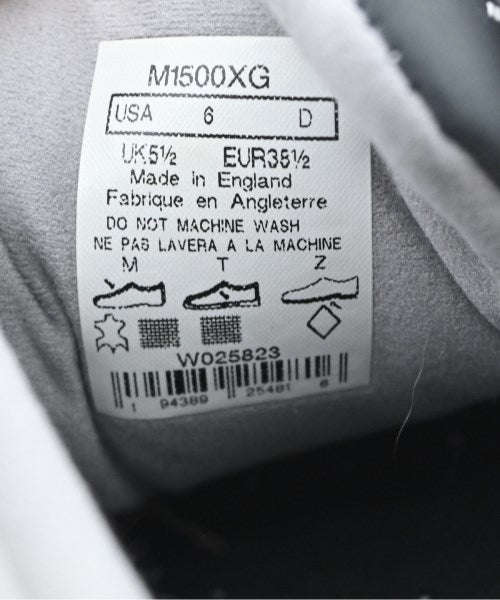 M1500XG
USA 6 D
UK5½ EUR38½
Made in England
Fabrique en Angleterre
DO NOT MACHINE WASH
NE PAS LAVERA A LA MACHINE
M T Z
W025823
1 94389 25481 6